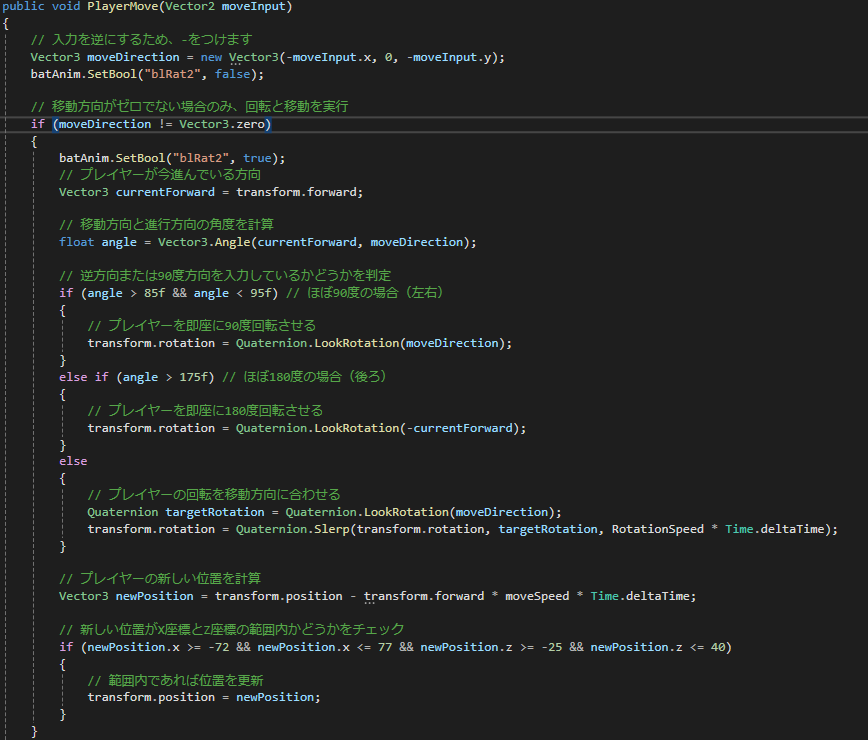 public void PlayerMove(Vector2 moveInput)
{
// 入力を逆にするため、-をつけます
Vector3 moveDirection = new Vector3(-moveInput.x, 0, -moveInput.y);
batAnim.SetBool("blRat2", false);
// 移動方向がゼロでない場合のみ、回転と移動を実行
if (moveDirection != Vector3.zero)
{
batAnim.SetBool("blRat2", true);
// プレイヤーが今進んでいる方向
Vector3 currentForward = transform.forward;
// 移動方向と進行方向の角度を計算
float angle = Vector3.Angle(currentForward, moveDirection);
// 逆方向または90度方向を入力しているかどうかを判定
if (angle > 85f && angle < 95f) // ほぼ90度の場合（左右）
{
// プレイヤーを即座に90度回転させる
transform.rotation = Quaternion.LookRotation(moveDirection);
}
else if (angle > 175f) // ほぼ180度の場合（後ろ）
{
// プレイヤーを即座に180度回転させる
transform.rotation = Quaternion.LookRotation(-currentForward);
}
else
{
// プレイヤーの回転を移動方向に合わせる
Quaternion targetRotation = Quaternion.LookRotation(moveDirection);
transform.rotation = Quaternion.Slerp(transform.rotation, targetRotation, RotationSpeed * Time.deltaTime);
}
// プレイヤーの新しい位置を計算
Vector3 newPosition = transform.position - transform.forward * moveSpeed * Time.deltaTime;
// 新しい位置がX座標とZ座標の範囲内かどうかをチェック
if (newPosition.x >= -72 && newPosition.x <= 77 && newPosition.z >= -25 && newPosition.z <= 40)
{
// 範囲内であれば位置を更新
transform.position = newPosition;
}
}